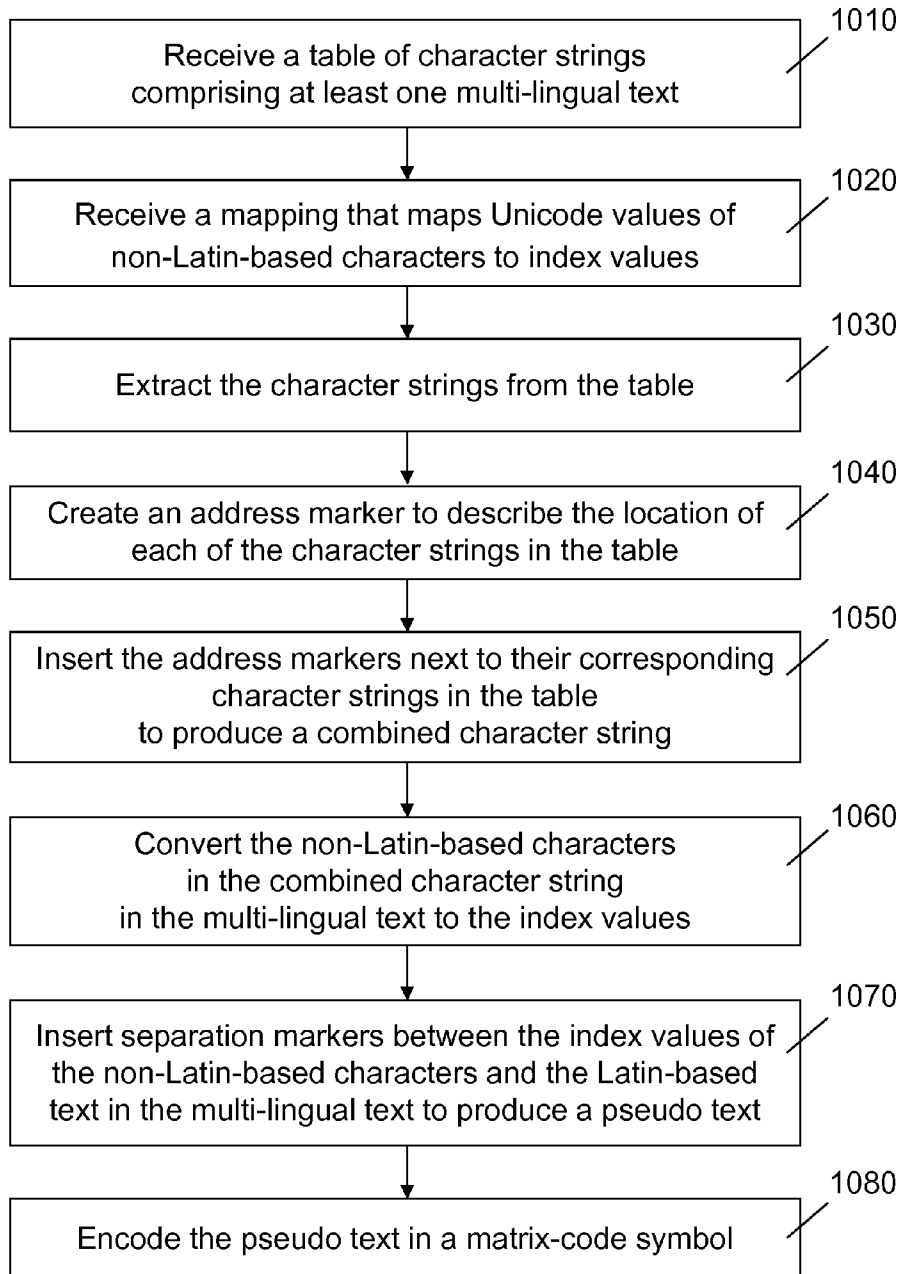 1010
Receive a table of character strings
comprising at least one multi-lingual text
1020
Receive a mapping that maps Unicode values of
non-Latin-based characters to index values
1030
Extract the character strings from the table
1040
Create an address marker to describe the location of
each of the character strings in the table
1050
Insert the address markers next to their corresponding
character strings in the table
to produce a combined character string
1060
Convert the non-Latin-based characters
in the combined character string
in the multi-lingual text to the index values
1070
Insert separation markers between the index values of
the non-Latin-based characters and the Latin-based
text in the multi-lingual text to produce a pseudo text
1080
Encode the pseudo text in a matrix-code symbol